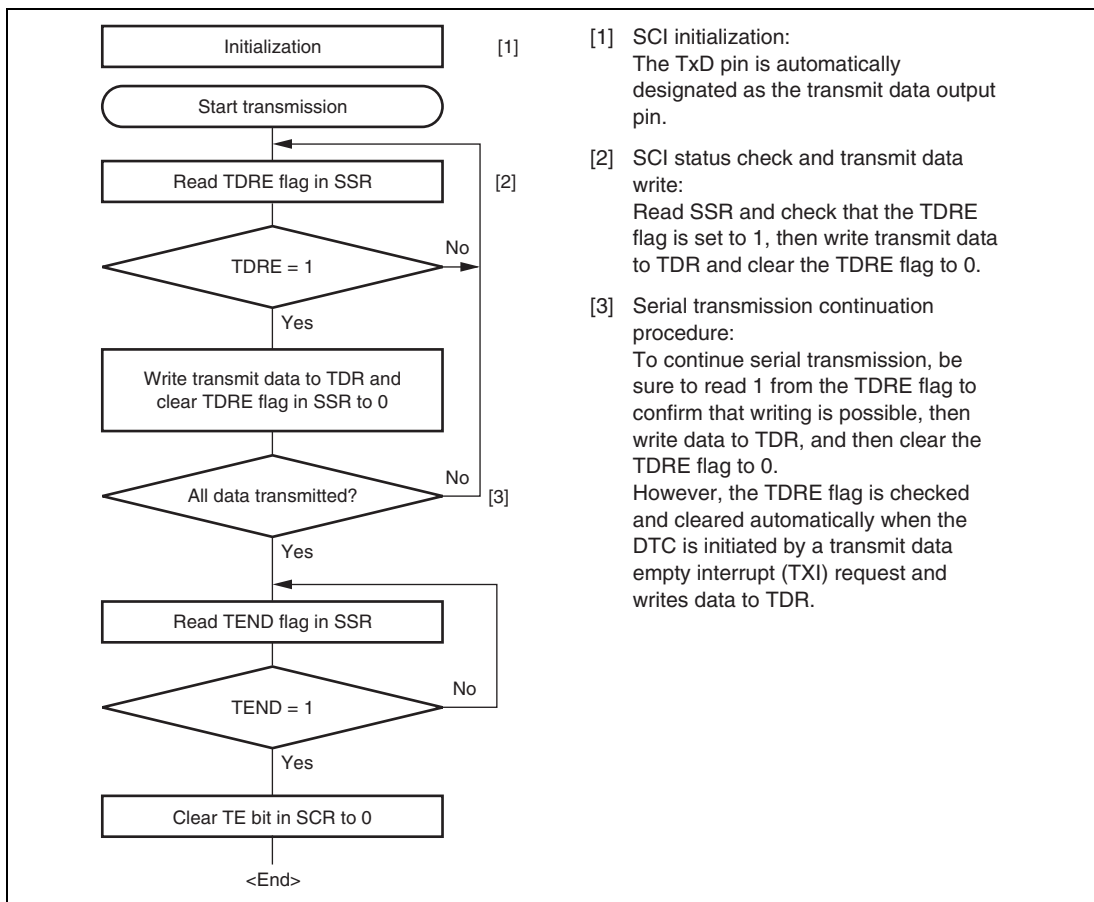 Initialization
[1]
Start transmission
Read TDRE flag in SSR
[2]
TDRE = 1
No
Yes
Write transmit data to TDR and
clear TDRE flag in SSR to 0
All data transmitted?
No
[3]
Yes
Read TEND flag in SSR
TEND = 1
No
Yes
Clear TE bit in SCR to 0
<End>
[1] SCI initialization:
The TxD pin is automatically
designated as the transmit data output
pin.
[2] SCI status check and transmit data
write:
Read SSR and check that the TDRE
flag is set to 1, then write transmit data
to TDR and clear the TDRE flag to 0.
[3] Serial transmission continuation
procedure:
To continue serial transmission, be
sure to read 1 from the TDRE flag to
confirm that writing is possible, then
write data to TDR, and then clear the
TDRE flag to 0.
However, the TDRE flag is checked
and cleared automatically when the
DTC is initiated by a transmit data
empty interrupt (TXI) request and
writes data to TDR.